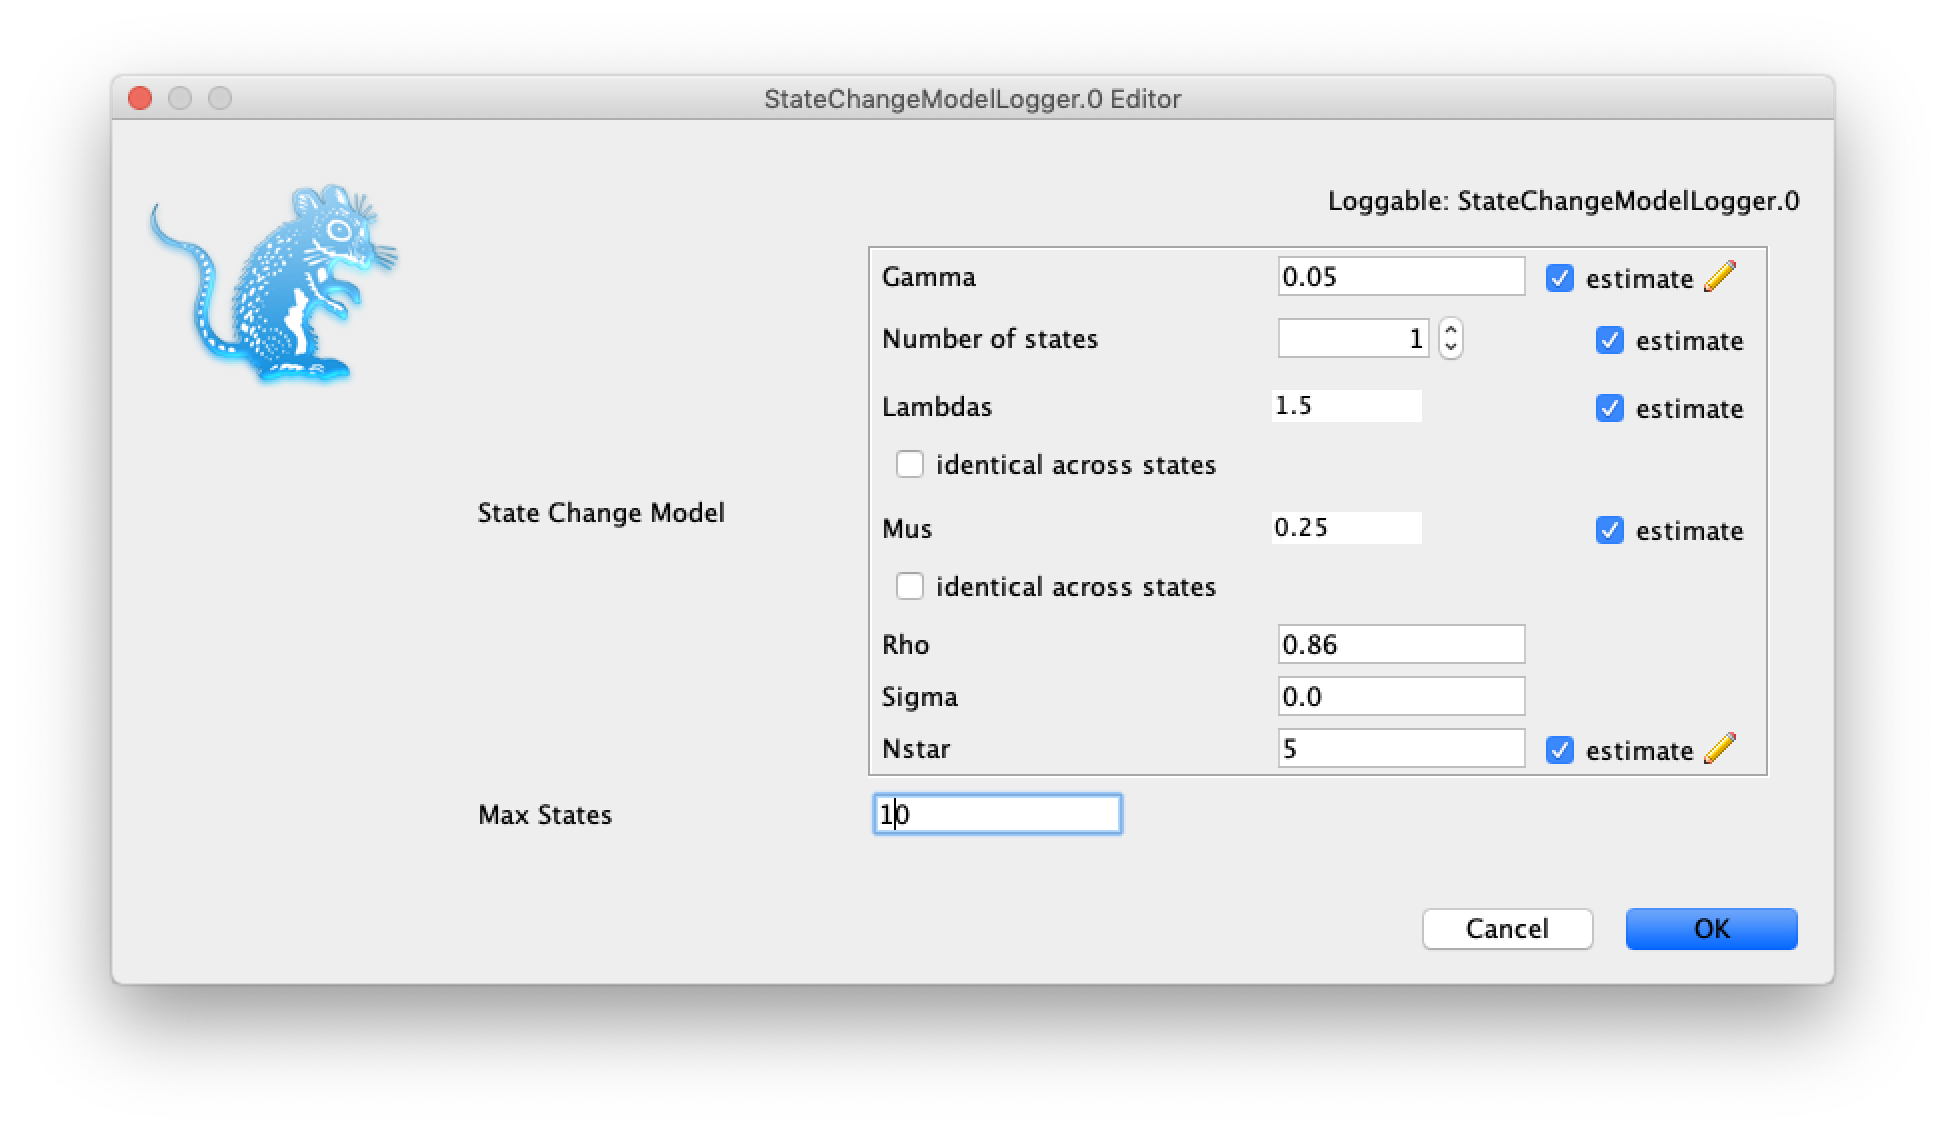 StateChangeModelLogger.0 Editor
Loggable: StateChangeModelLogger.0
Gamma 0.05 estimate
Number of states 1 estimate
Lambdas 1.5 estimate
identical across states
State Change Model
Mus 0.25 estimate
identical across states
Rho 0.86
Sigma 0.0
Nstar 5 estimate
Max States 10
Cancel OK